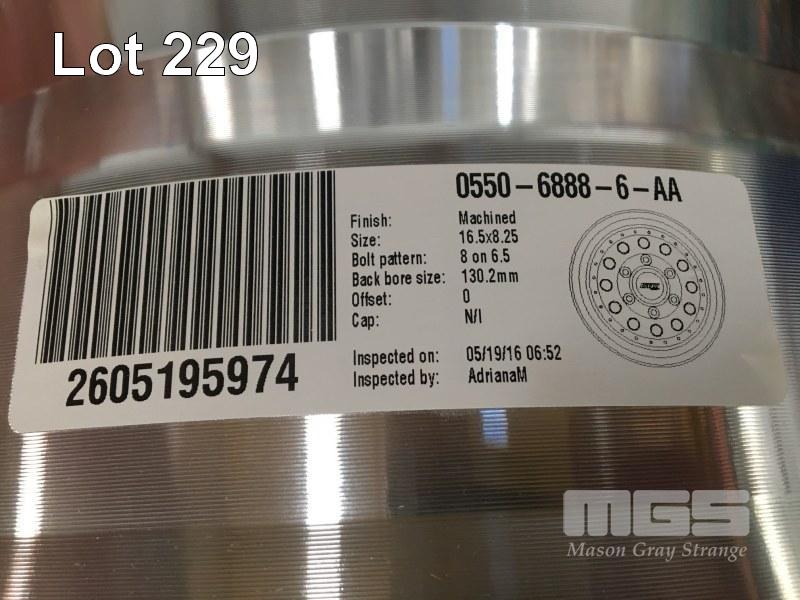 Lot 229
0550-6888-6-AA
Finish: Machined
Size: 16.5x8.25
Bolt pattern: 8 on 6.5
Back bore size: 130.2mm
Offset: 0
Cap: N/I
Inspected on: 05/19/16 06:52
Inspected by: AdrianaM
2605195974
MGS
Mason Gray Strange